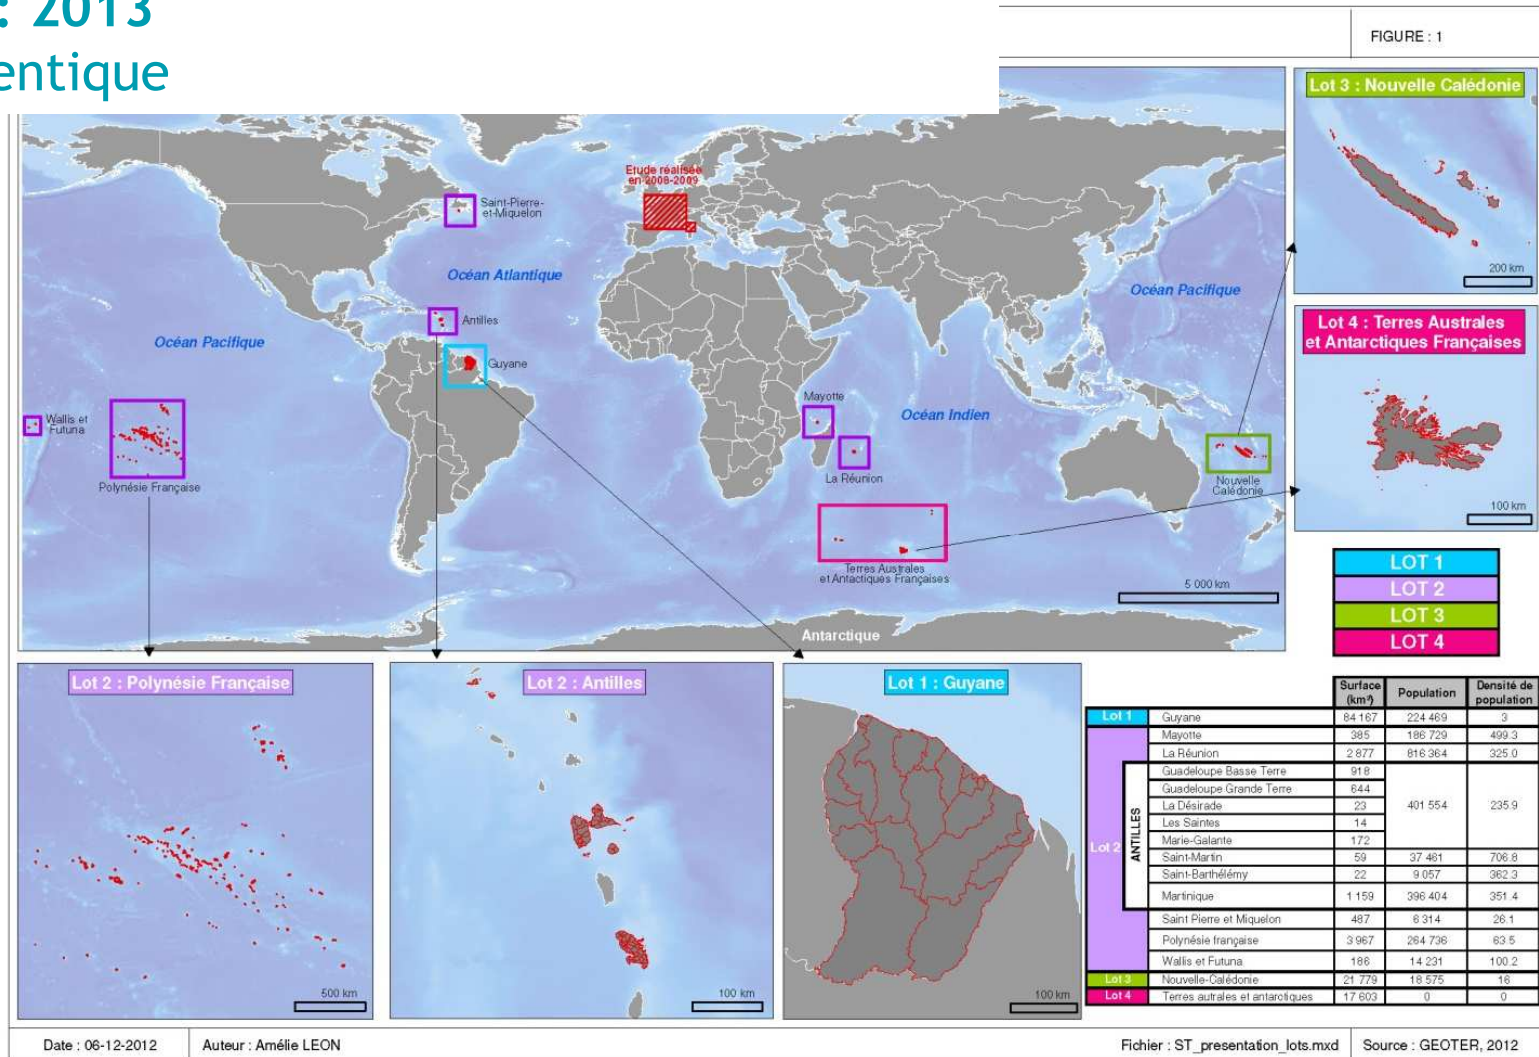 : 2013
entique
FIGURE : 1
Lot 3 : Nouvelle Calédonie
200 km
Lot 4 : Terres Australes
et Antarctiques Françaises
100 km
Etude réalisée
en 2008-2009
Saint-Pierre-
et-Miquelon
Océan Atlantique
Océan Pacifique
Antilles
Océan Pacifique
Guyane
Mayotte
Océan Indien
Wallis et
Futuna
La Réunion
Polynésie Française
Nouvelle
Calédonie
Terres Australes
et Antactiques Françaises
5 000 km
Antarctique
LOT 1
LOT 2
LOT 3
LOT 4
Lot 2 : Polynésie Française
500 km
Lot 2 : Antilles
100 km
Lot 1 : Guyane
100 km
Surface (km²) Population Densité de population
Lot 1 Guyane 84 167 224 469 3
Lot 2 Mayotte 385 186 729 499.3
La Réunion 2 877 816 364 325.0
ANTILLES Guadeloupe Basse Terre 918 401 554 235.9
Guadeloupe Grande Terre 644
La Désirade 23
Les Saintes 14
Marie-Galante 172
Saint-Martin 59 37 461 706.8
Saint-Barthélémy 22 9 057 362.3
Martinique 1 159 396 404 351.4
Saint Pierre et Miquelon 487 6 314 26.1
Polynésie française 3 967 264 736 63.5
Wallis et Futuna 186 14 231 100.2
Lot 3 Nouvelle-Calédonie 21 779 18 575 16
Lot 4 Terres autrales et antarctiques 17 603 0 0
Date : 06-12-2012
Auteur : Amélie LEON
Fichier : ST_presentation_lots.mxd
Source : GEOTER, 2012